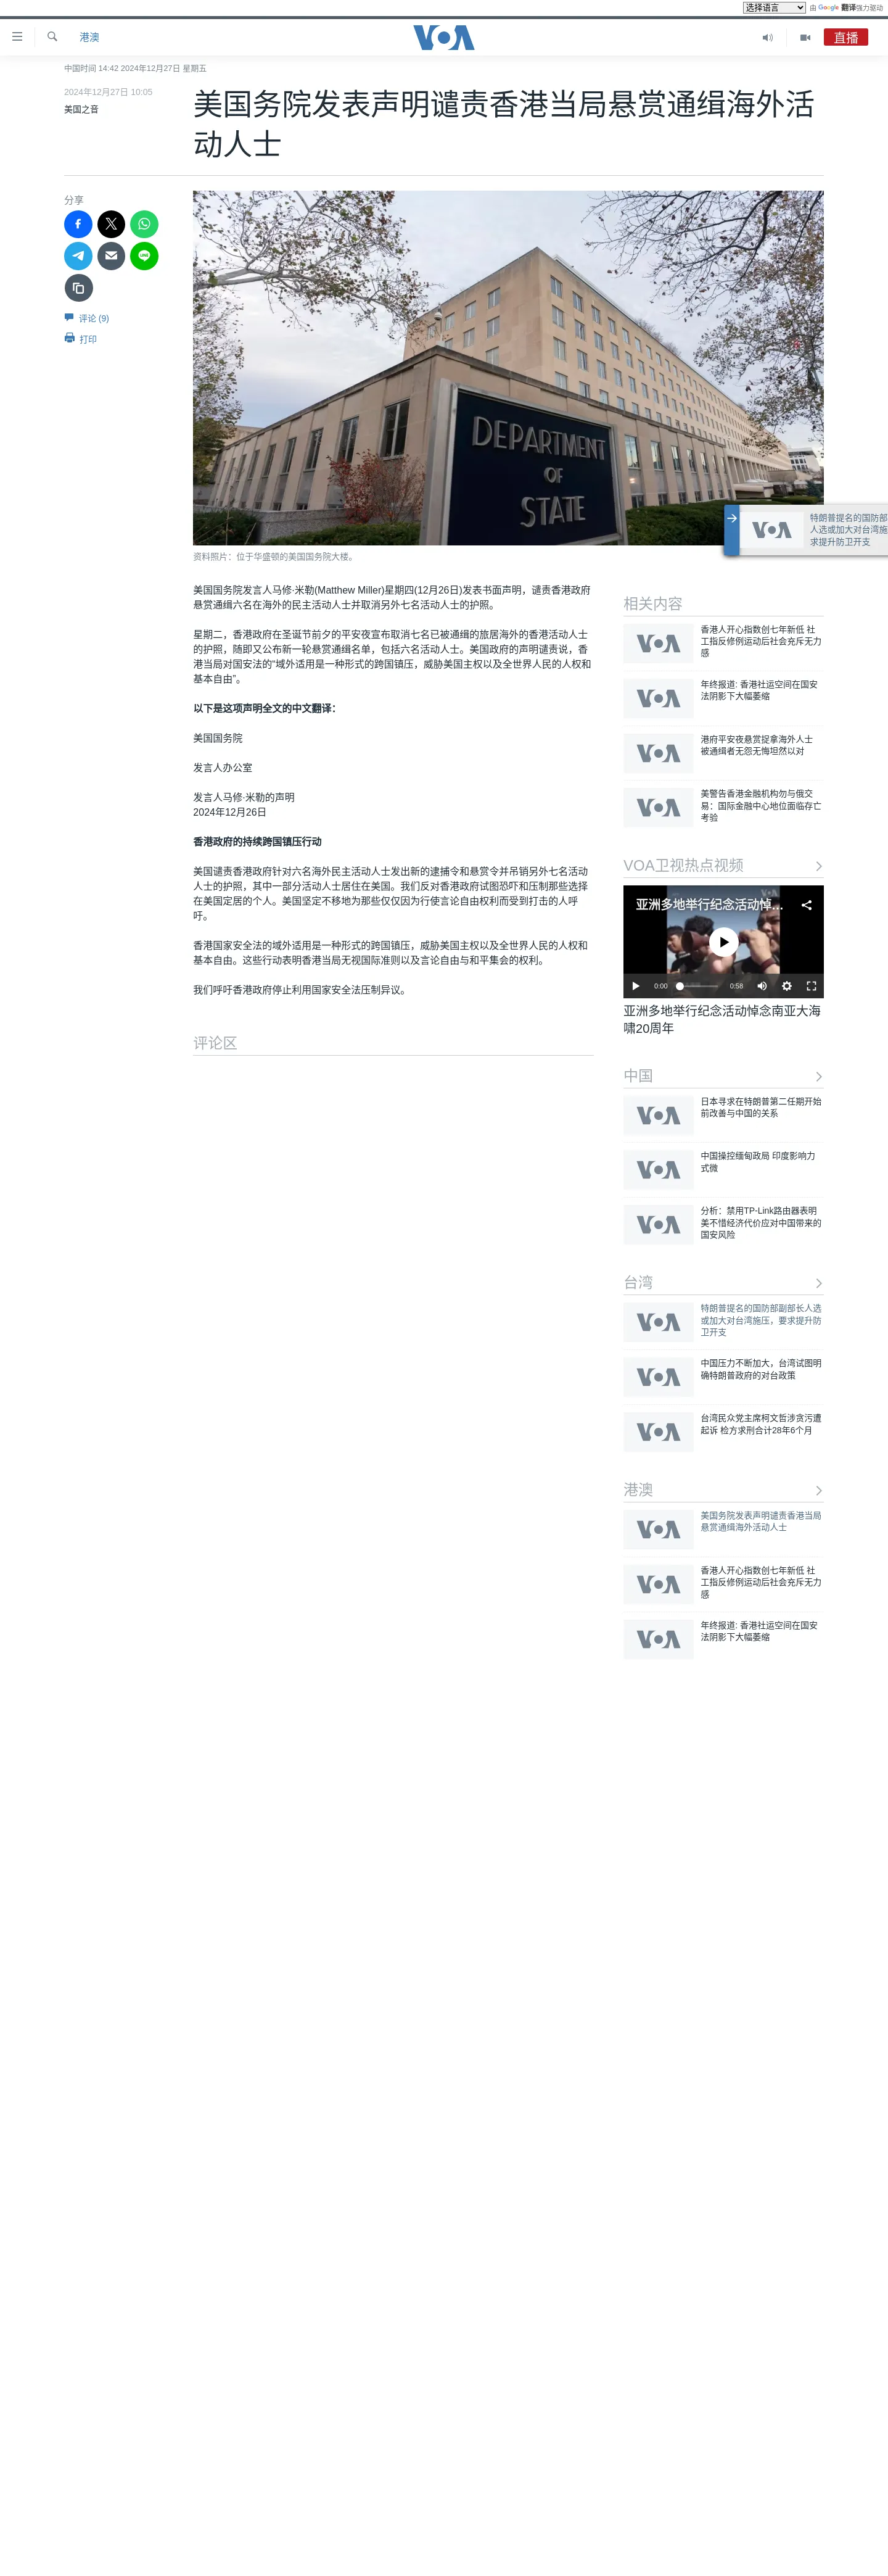 选择语言
由 Google 翻译强力驱动
港澳
VOA
直播
中国时间 14:42 2024年12月27日 星期五
2024年12月27日 10:05
美国之音
美国务院发表声明谴责香港当局悬赏通缉海外活
动人士
分享
评论 (9)
打印
DEPARTMENT
OF
STATE
资料照片：位于华盛顿的美国国务院大楼。
特朗普提名的国防部
人选或加大对台湾施
求提升防卫开支
美国国务院发言人马修·米勒(Matthew Miller)星期四(12月26日)发表书面声明，谴责香港政府
悬赏通缉六名在海外的民主活动人士并取消另外七名活动人士的护照。
星期二，香港政府在圣诞节前夕的平安夜宣布取消七名已被通缉的旅居海外的香港活动人士
的护照，随即又公布新一轮悬赏通缉名单，包括六名活动人士。美国政府的声明谴责说，香
港当局对国安法的“域外适用是一种形式的跨国镇压，威胁美国主权以及全世界人民的人权和
基本自由”。
以下是这项声明全文的中文翻译：
美国国务院
发言人办公室
发言人马修·米勒的声明
2024年12月26日
香港政府的持续跨国镇压行动
美国谴责香港政府针对六名海外民主活动人士发出新的逮捕令和悬赏令并吊销另外七名活动
人士的护照，其中一部分活动人士居住在美国。我们反对香港政府试图恐吓和压制那些选择
在美国定居的个人。美国坚定不移地为那些仅仅因为行使言论自由权利而受到打击的人呼
吁。
香港国家安全法的域外适用是一种形式的跨国镇压，威胁美国主权以及全世界人民的人权和
基本自由。这些行动表明香港当局无视国际准则以及言论自由与和平集会的权利。
我们呼吁香港政府停止利用国家安全法压制异议。
评论区
相关内容
VOA
香港人开心指数创七年新低 社
工指反修例运动后社会充斥无力
感
VOA
年终报道: 香港社运空间在国安
法阴影下大幅萎缩
VOA
港府平安夜悬赏捉拿海外人士
被通缉者无怨无悔坦然以对
VOA
美警告香港金融机构勿与俄交
易：国际金融中心地位面临存亡
考验
VOA卫视热点视频
VOA
亚洲多地举行纪念活动悼…
0:00
0:58
亚洲多地举行纪念活动悼念南亚大海
啸20周年
中国
VOA
日本寻求在特朗普第二任期开始
前改善与中国的关系
VOA
中国操控缅甸政局 印度影响力
式微
VOA
分析：禁用TP-Link路由器表明
美不惜经济代价应对中国带来的
国安风险
台湾
VOA
特朗普提名的国防部副部长人选
或加大对台湾施压，要求提升防
卫开支
VOA
中国压力不断加大，台湾试图明
确特朗普政府的对台政策
VOA
台湾民众党主席柯文哲涉贪污遭
起诉 检方求刑合计28年6个月
港澳
VOA
美国务院发表声明谴责香港当局
悬赏通缉海外活动人士
VOA
香港人开心指数创七年新低 社
工指反修例运动后社会充斥无力
感
VOA
年终报道: 香港社运空间在国安
法阴影下大幅萎缩